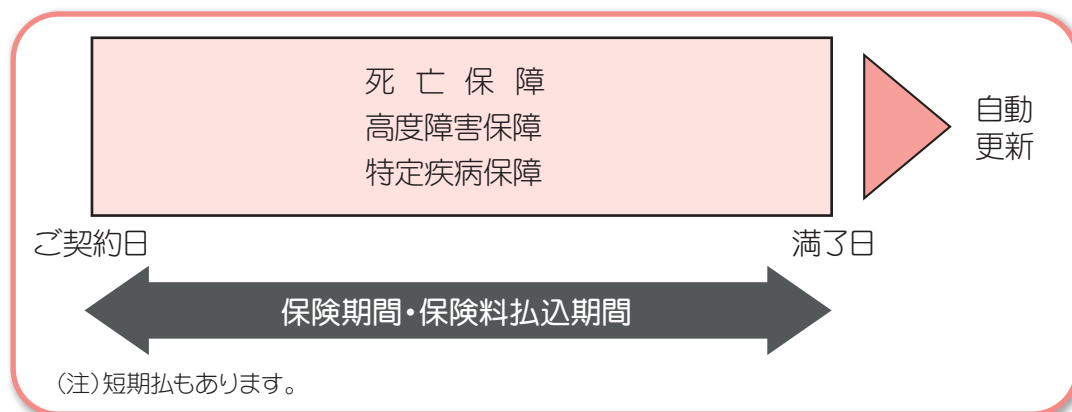 死亡保障
高度障害保障
特定疾病保障
自動
更新
ご契約日
満了日
保険期間・保険料払込期間
(注)短期払もあります。